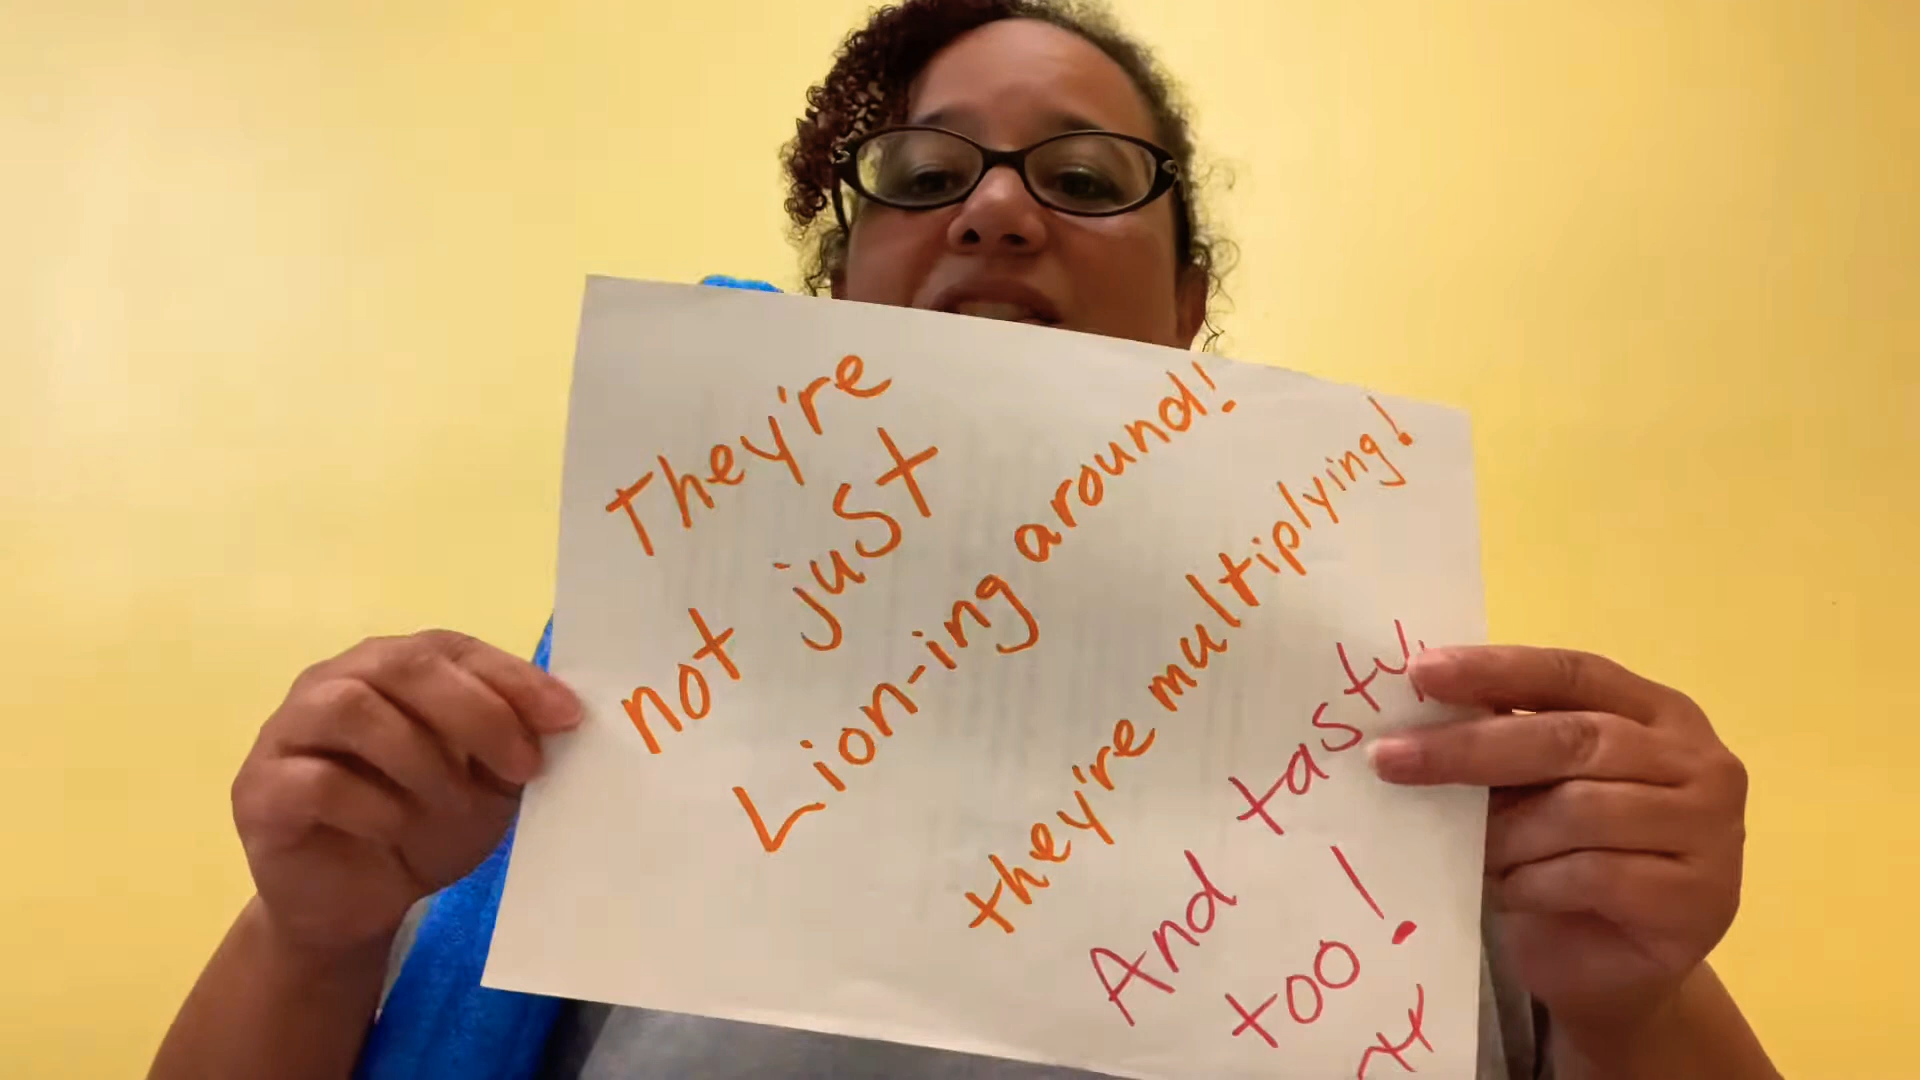 They're
not just
Lion-ing around!
they're multiplying!
And tasty
too!